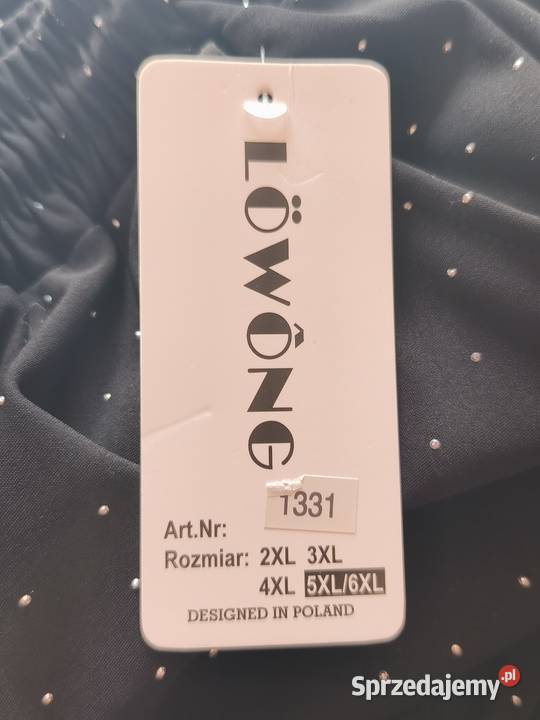 LÖWÔNG
1331
Art.Nr:
Rozmiar: 2XL 3XL
4XL 5XL/6XL
DESIGNED IN POLAND
Sprzedajemy.pl